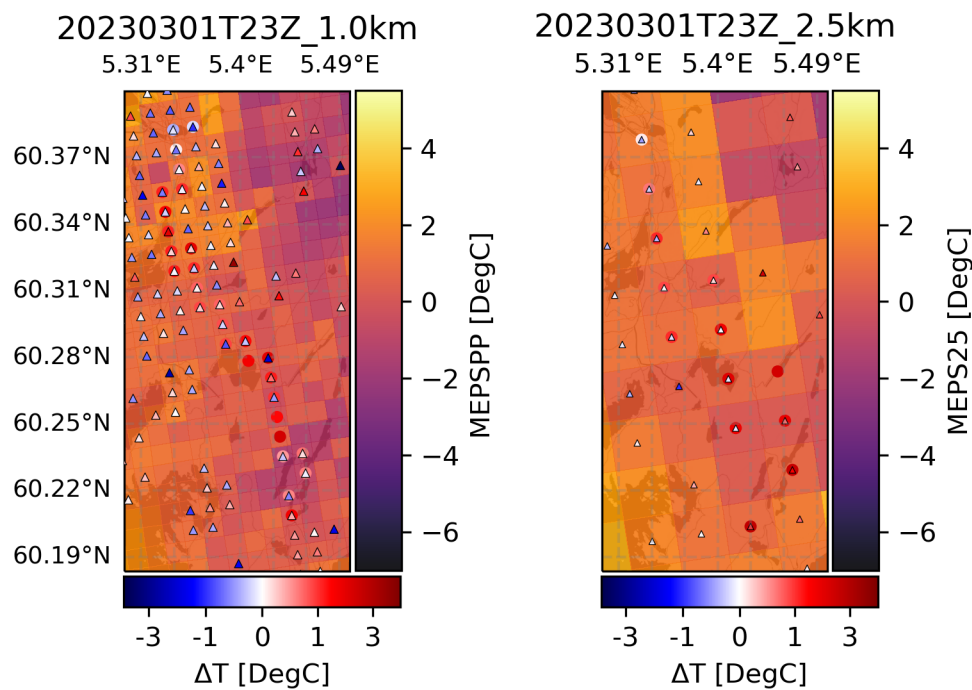 20230301T23Z_1.0km
5.31°E 5.4°E 5.49°E
60.37°N
60.34°N
60.31°N
60.28°N
60.25°N
60.22°N
60.19°N
4
2
0
−2
−4
−6
MEPSPP [DegC]
-3 -1 0 1 3
ΔT [DegC]
20230301T23Z_2.5km
5.31°E 5.4°E 5.49°E
4
2
0
−2
−4
−6
MEPS25 [DegC]
-3 -1 0 1 3
ΔT [DegC]